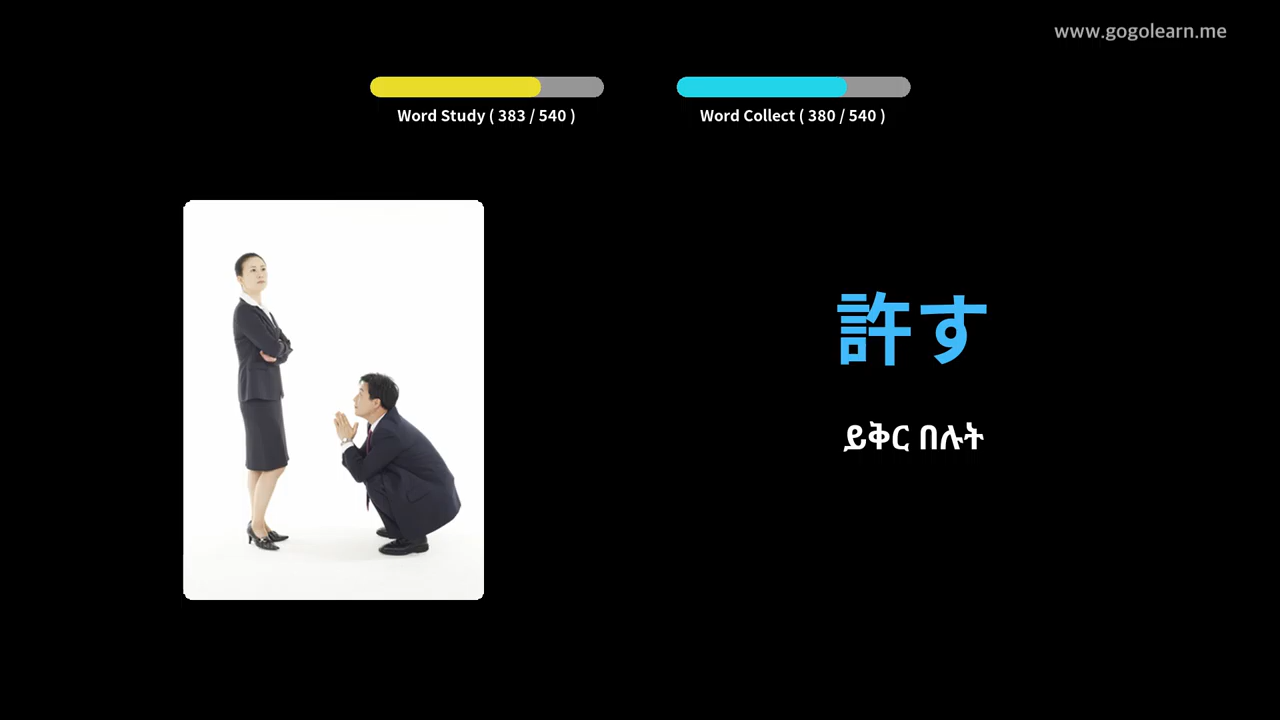 www.gogolearn.me
Word Study ( 383 / 540 )
Word Collect ( 380 / 540 )
許す
ይቅር በሉት